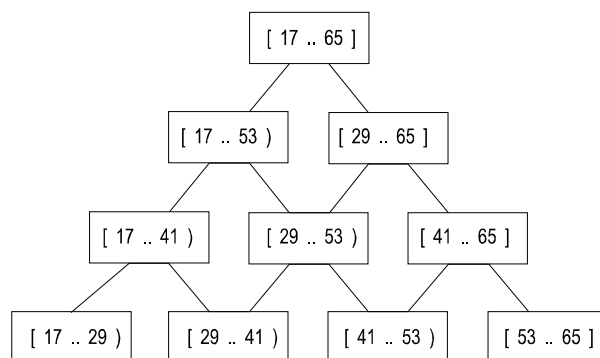 [ 17 .. 65 ]
[ 17 .. 53 ) [ 29 .. 65 ]
[ 17 .. 41 ) [ 29 .. 53 ) [ 41 .. 65 ]
[ 17 .. 29 ) [ 29 .. 41 ) [ 41 .. 53 ) [ 53 .. 65 ]